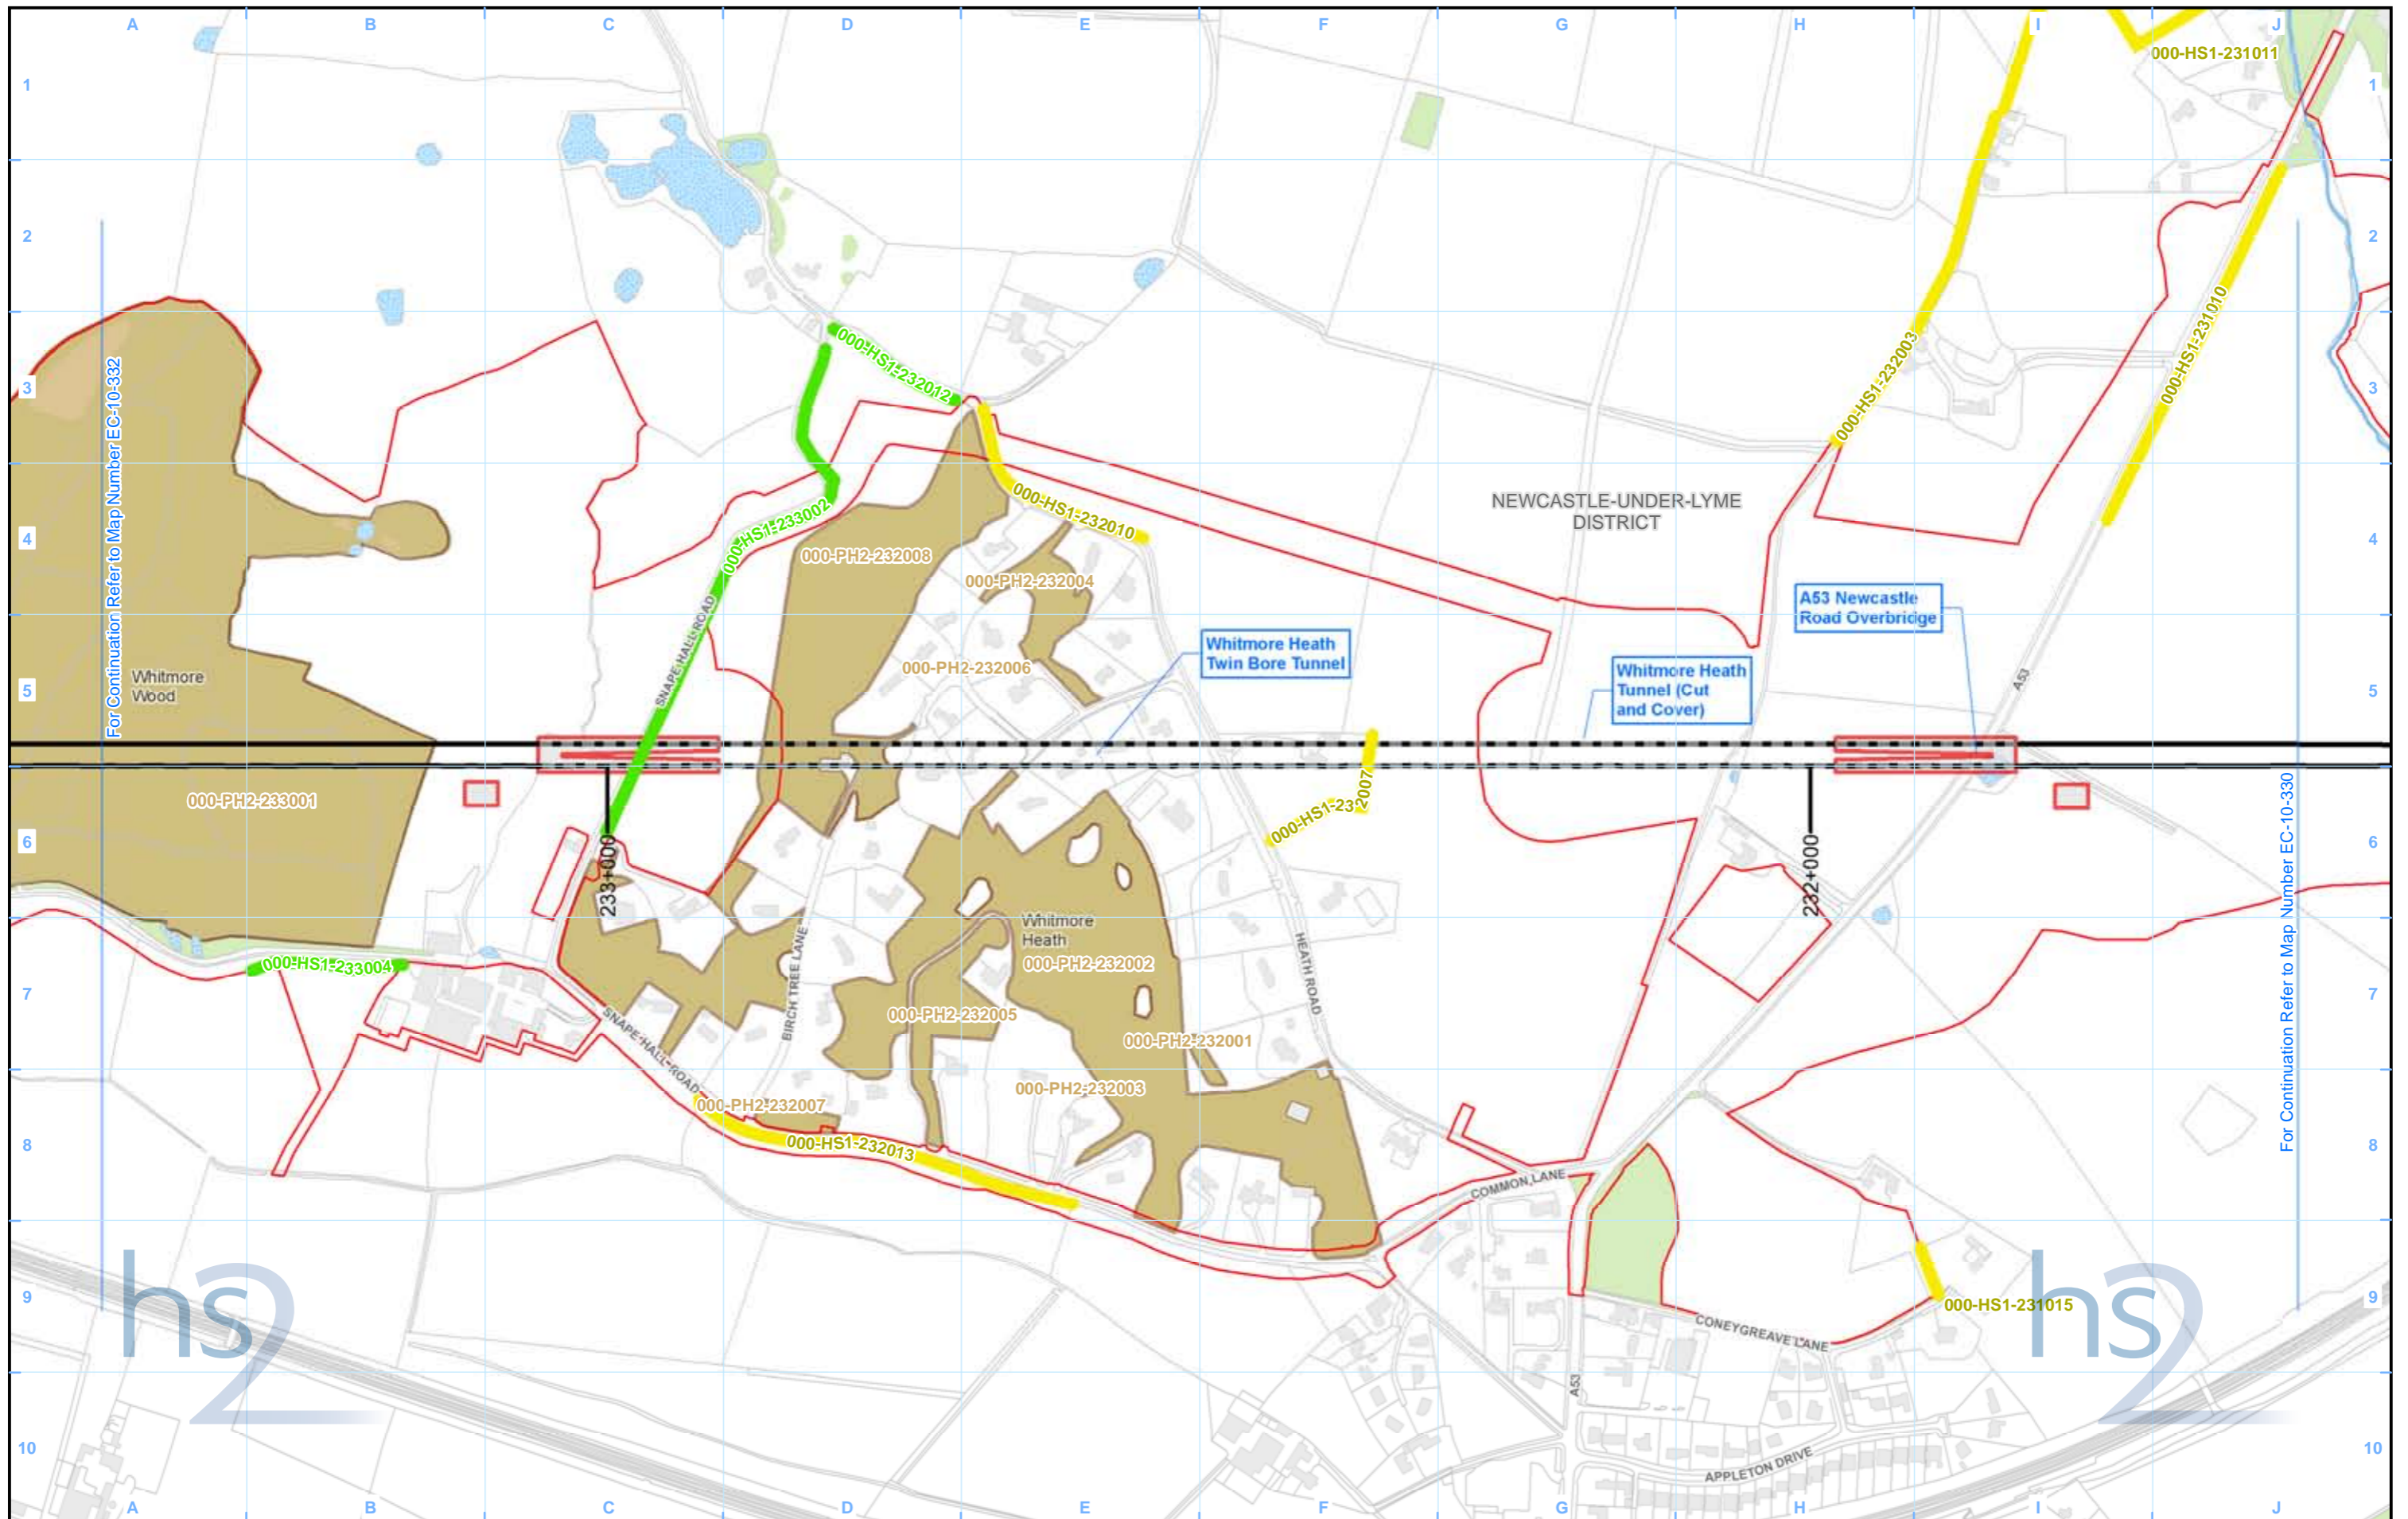 A B C D E F G H I J
1 1
2 2
3 3
4 4
5 5
6 6
7 7
8 8
9 9
10 10
000-HS1-231011
000-HS1-232012
000-HS1-232003
000-HS1-231010
For Continuation Refer to Map Number EC-10-332
000-HS1-233002
000-HS1-232010
NEWCASTLE-UNDER-LYME
DISTRICT
000-PH2-232008
000-PH2-232004
A53 Newcastle
Road Overbridge
SNAPE HALL ROAD
Whitmore Heath
Twin Bore Tunnel
000-PH2-232006
Whitmore
Wood
Whitmore Heath
Tunnel (Cut
and Cover)
A53
000-PH2-233001
000-HS1-232007
233+000
232+000
For Continuation Refer to Map Number EC-10-330
Whitmore
Heath
000-PH2-232002
BIRCH TREE LANE
HEATH ROAD
000-HS1-233004
000-PH2-232005
SNAPE HALL ROAD
000-PH2-232001
000-PH2-232003
000-PH2-232007
000-HS1-232013
COMMON LANE
000-HS1-231015
CONEYGREAVE LANE
hs2
hs2
A53
APPLETON DRIVE
A B C D E F G H I J